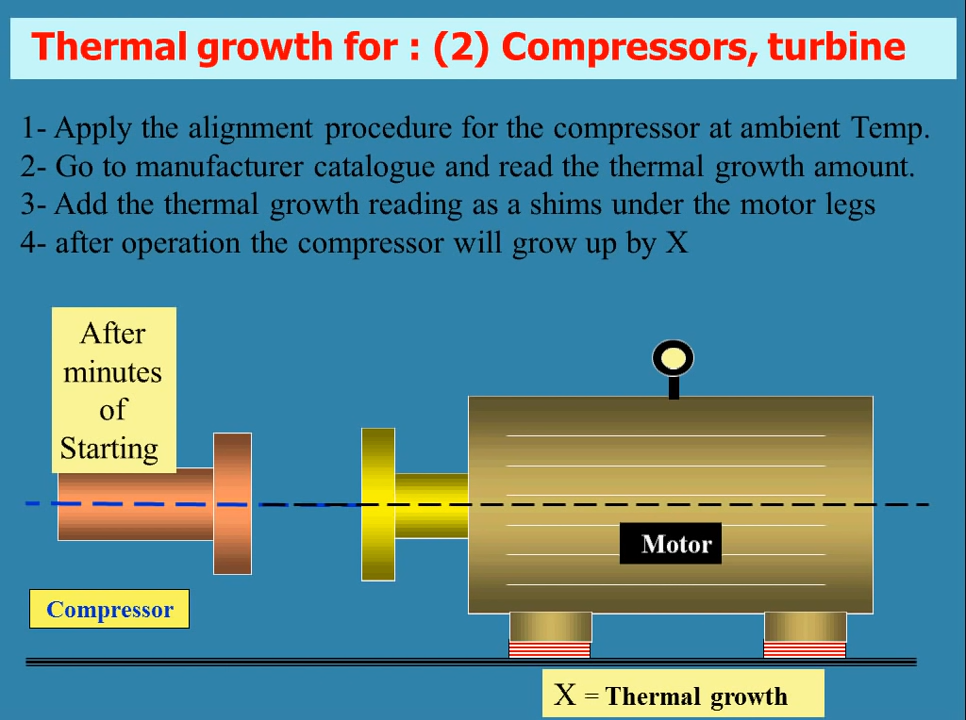 Thermal growth for : (2) Compressors, turbine
1- Apply the alignment procedure for the compressor at ambient Temp.
2- Go to manufacturer catalogue and read the thermal growth amount.
3- Add the thermal growth reading as a shims under the motor legs
4- after operation the compressor will grow up by X
After
minutes
of
Starting
Motor
Compressor
X = Thermal growth